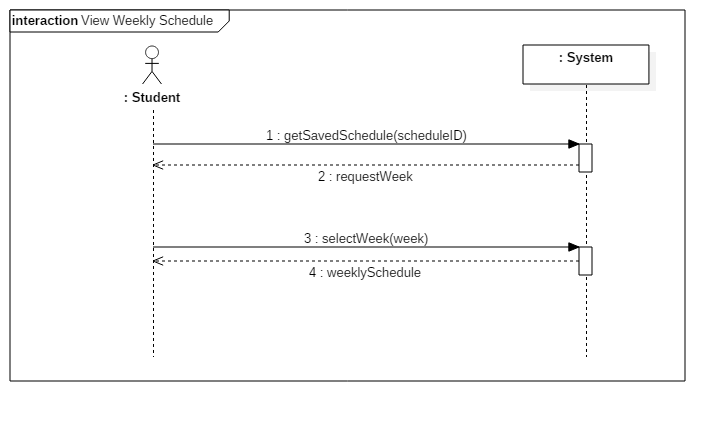 interaction View Weekly Schedule
: Student
: System
1 : getSavedSchedule(scheduleID)
2 : requestWeek
3 : selectWeek(week)
4 : weeklySchedule